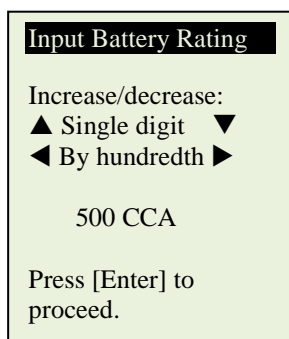 Input Battery Rating
Increase/decrease:
▲ Single digit ▼
◀ By hundredth ▶
500 CCA
Press [Enter] to
proceed.